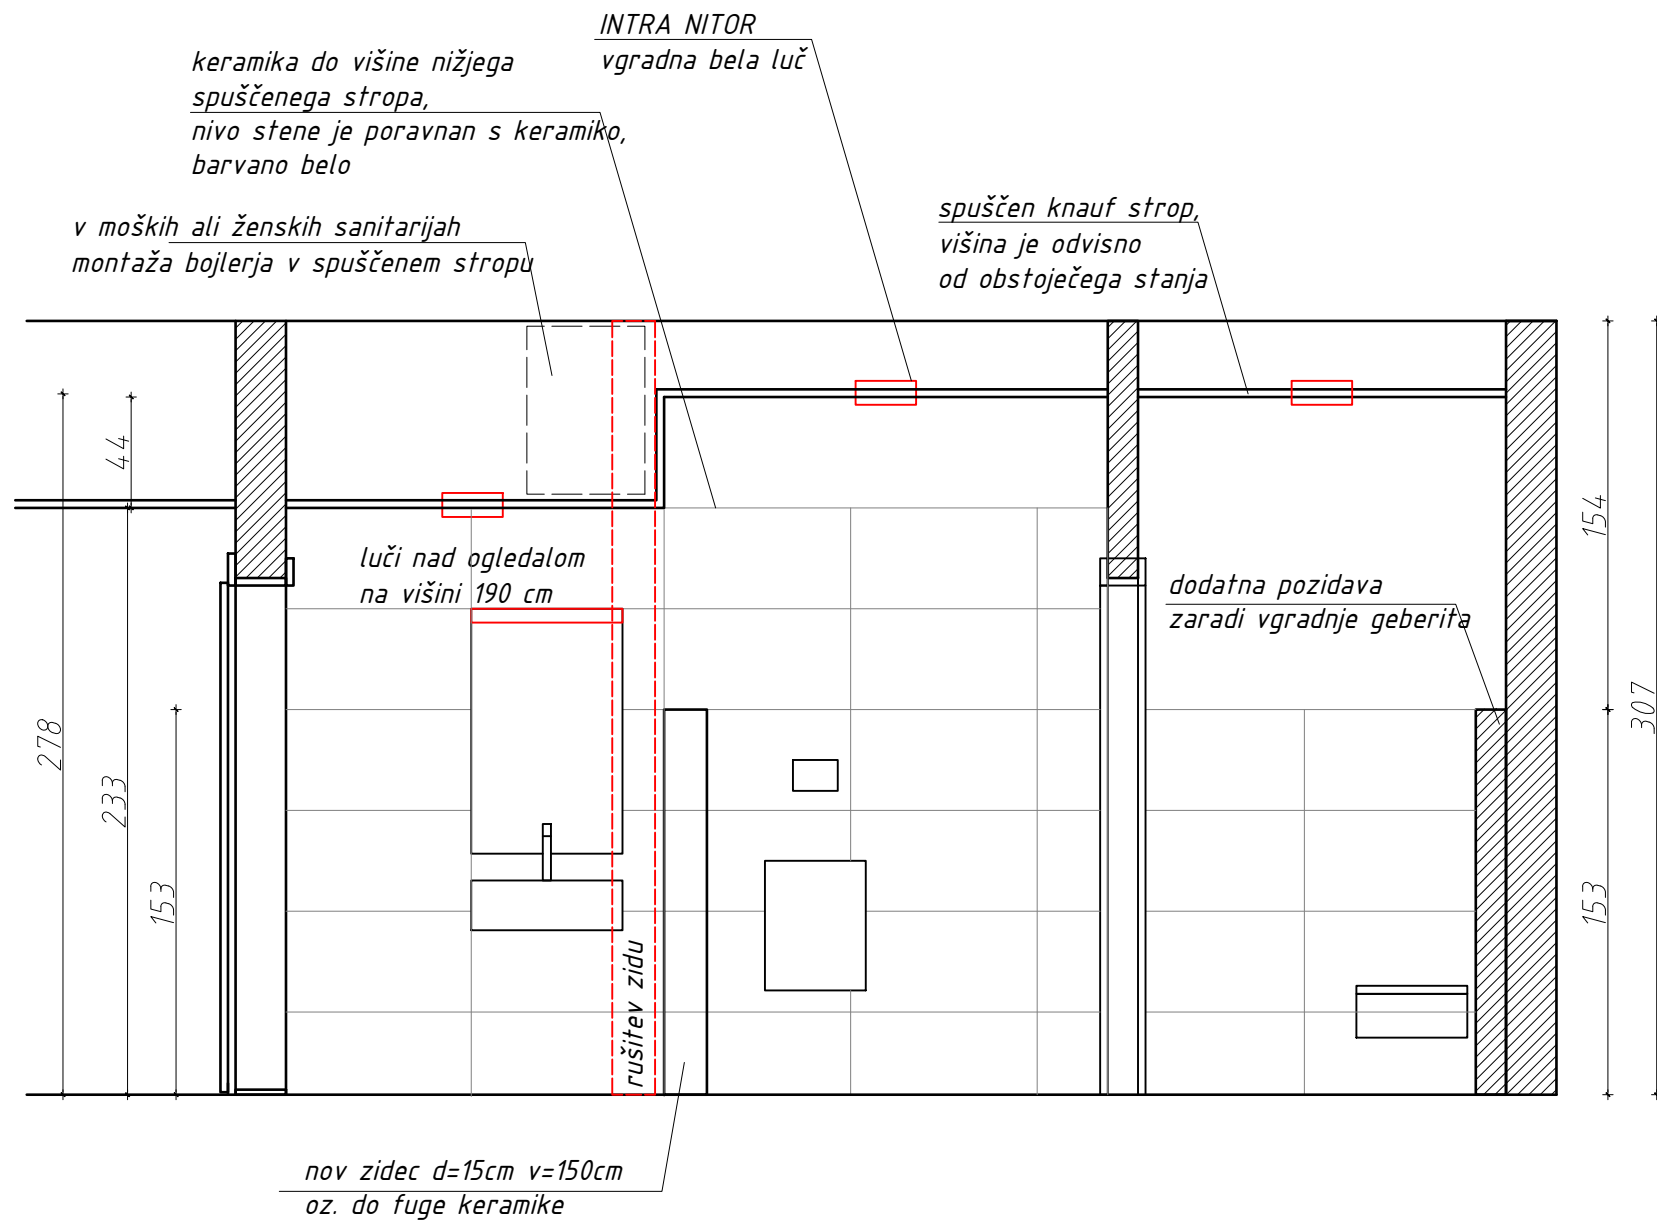 INTRA NITOR
vgradna bela luč
keramika do višine nižjega
spuščenega stropa,
nivo stene je poravnan s keramiko,
barvano belo
v moških ali ženskih sanitarijah
montaža bojlerja v spuščenem stropu
spuščen knauf strop,
višina je odvisno
od obstoječega stanja
44
154
luči nad ogledalom
na višini 190 cm
dodatna pozidava
zaradi vgradnje geberita
278
233
153
307
153
rušitev zidu
nov zidec d=15cm v=150cm
oz. do fuge keramike